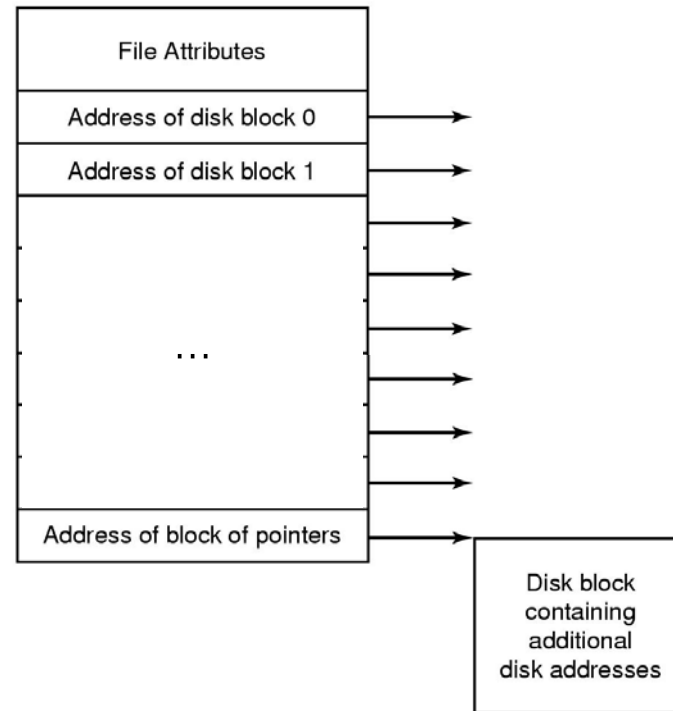 File Attributes
Address of disk block 0
Address of disk block 1
...
Address of block of pointers
Disk block
containing
additional
disk addresses